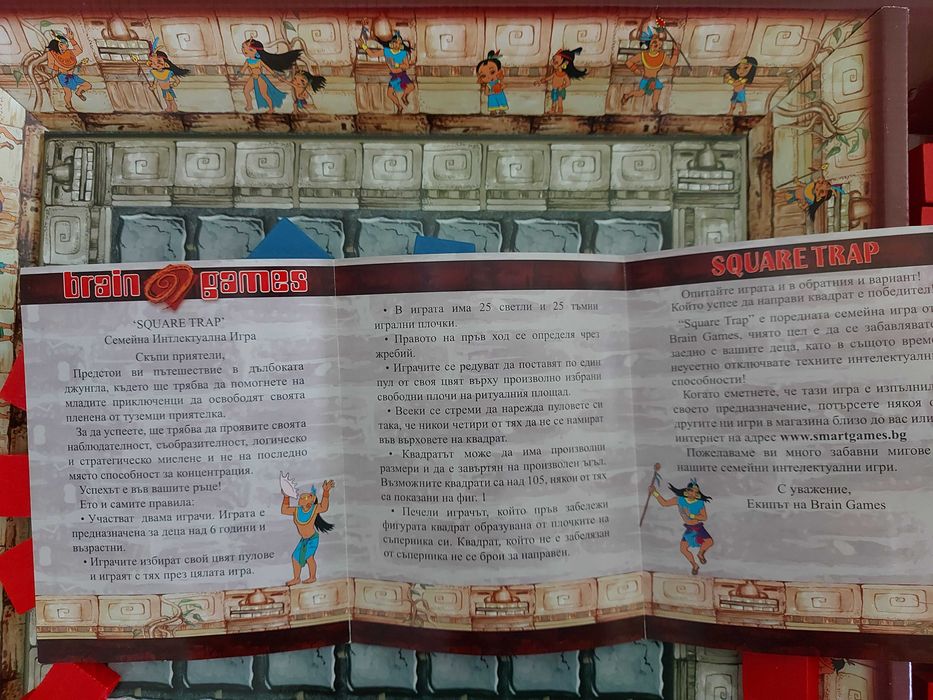 brain games
'SQUARE TRAP'
Семейна Интлектуална Игра
Скъпи приятели,
Предетои ви пътешествие в дълбоката
джунгла, където ще трябва да помогнете на
младите приключенци да освободят своята
пленена от туземци приятелка.
За да успеете, ще трябва да проявите своята
наблюдателност, съобразителност, логическо
и стратегическо мислене и не на последно
място способност за концентрация.
Успехът е във вашите ръце!
Ето и самите правила:
• Участват двама играчи. Играта е
предназначена за деца над 6 години и
възрастни.
• Играчите избират свой цвят пулове
и играят с тях през цялата игра.
• В играта има 25 светли и 25 тъмни
игрални плочки.
• Правото на пръв ход се определя чрез
жребий.
• Играчите се редуват да поставят по един
пул от своя цвят върху произволно избрани
свободни плочи на ритуалния площад.
• Всеки се стреми да нарежда пуловете си
така, че никои четири от тях да не се намират
във върховете на квадрат.
• Квадратът може да има произволни
размери и да е завъртян на произволен ъгъл.
Възможните квадрати са над 105, някои от тях
са показани на фиг. 1
• Печели играчът, който пръв забележи
фигурата квадрат образувана от плочките на
съперника си. Квадрат, който не е забелязан
от съперника не се брои за направен.
SQUARE TRAP
Опитайте играта и в обратния и вариант!
Който успее да направи квадрат е победител!
"Square Trap" е поредната семейна игра от
Brain Games, чиято цел е да се забавлявате
заедно с вашите деца, като в същото време
неусетно отключвате техните интелектуални
способности!
Когато сметнете, че тази игра е изпълнила
своето предназначение, потърсете някоя от
другите ни игри в магазина близо до вас или
интернет на адрес www.smartgames.bg
Пожелаваме ви много забавни мигове
нашите семейни интелектуални игри.
С уважение,
Екипът на Brain Games